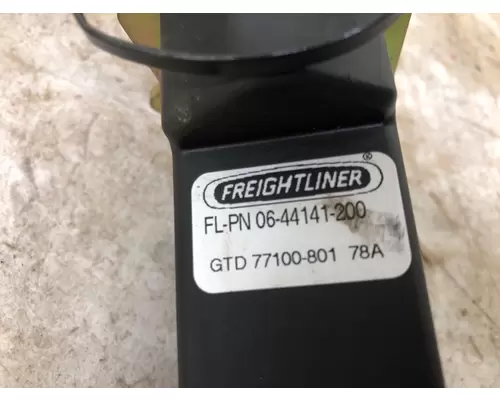 FREIGHTLINER®
FL-PN 06-44141-200
GTD 77100-801 78A